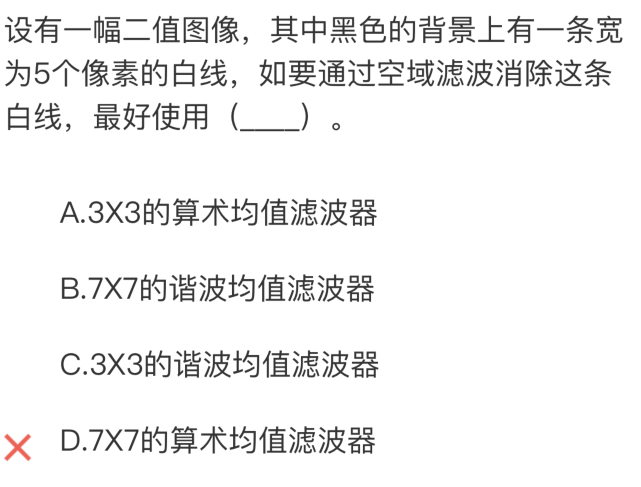 设有一幅二值图像，其中黑色的背景上有一条宽
为5个像素的白线，如要通过空域滤波消除这条
白线，最好使用（____）。
A.3X3的算术均值滤波器
B.7X7的谐波均值滤波器
C.3X3的谐波均值滤波器
D.7X7的算术均值滤波器